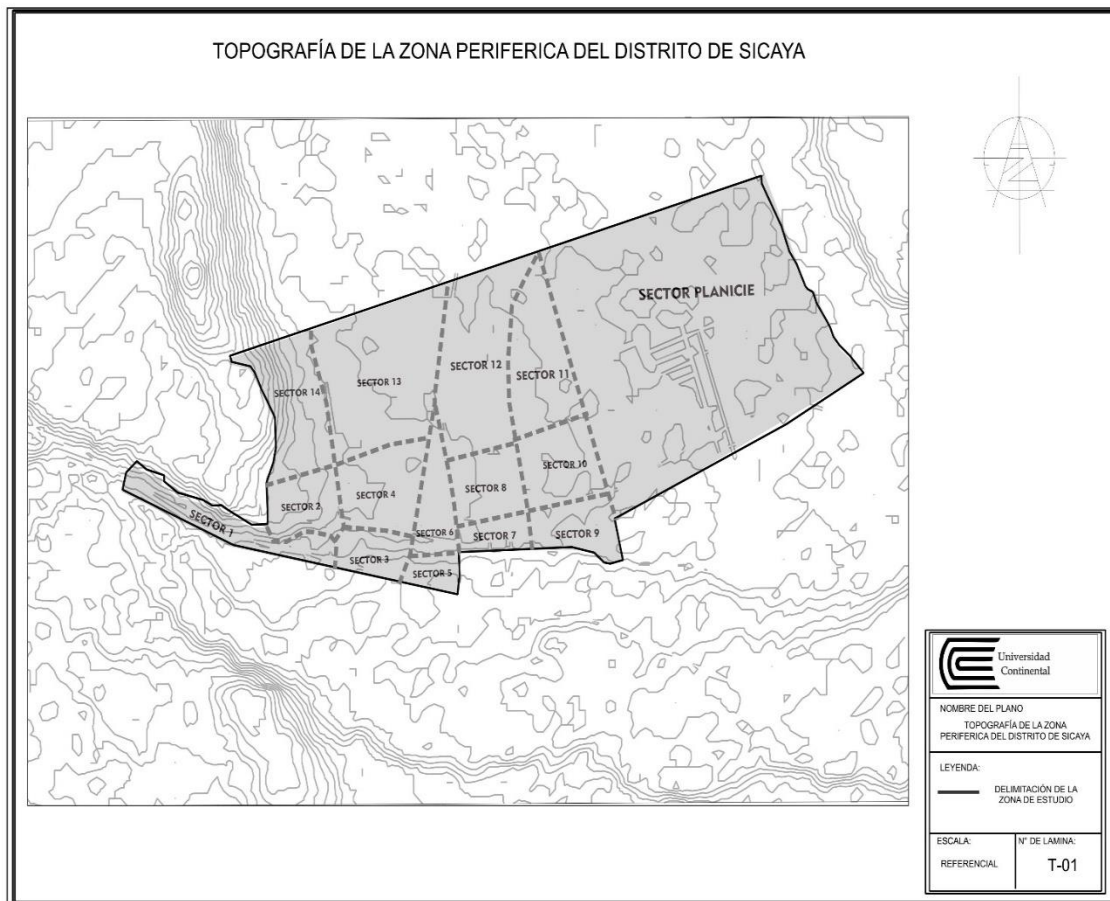 TOPOGRAFÍA DE LA ZONA PERIFERICA DEL DISTRITO DE SICAYA
SECTOR PLANICIE
SECTOR 12
SECTOR 11
SECTOR 13
SECTOR 14
SECTOR 10
SECTOR 8
SECTOR 4
SECTOR 2
SECTOR 1
SECTOR 6
SECTOR 7
SECTOR 9
SECTOR 3
SECTOR 5
Universidad
Continental
NOMBRE DEL PLANO
TOPOGRAFÍA DE LA ZONA
PERIFERICA DEL DISTRITO DE SICAYA
LEYENDA:
DELIMITACIÓN DE LA
ZONA DE ESTUDIO
ESCALA:
REFERENCIAL
N° DE LAMINA:
T-01